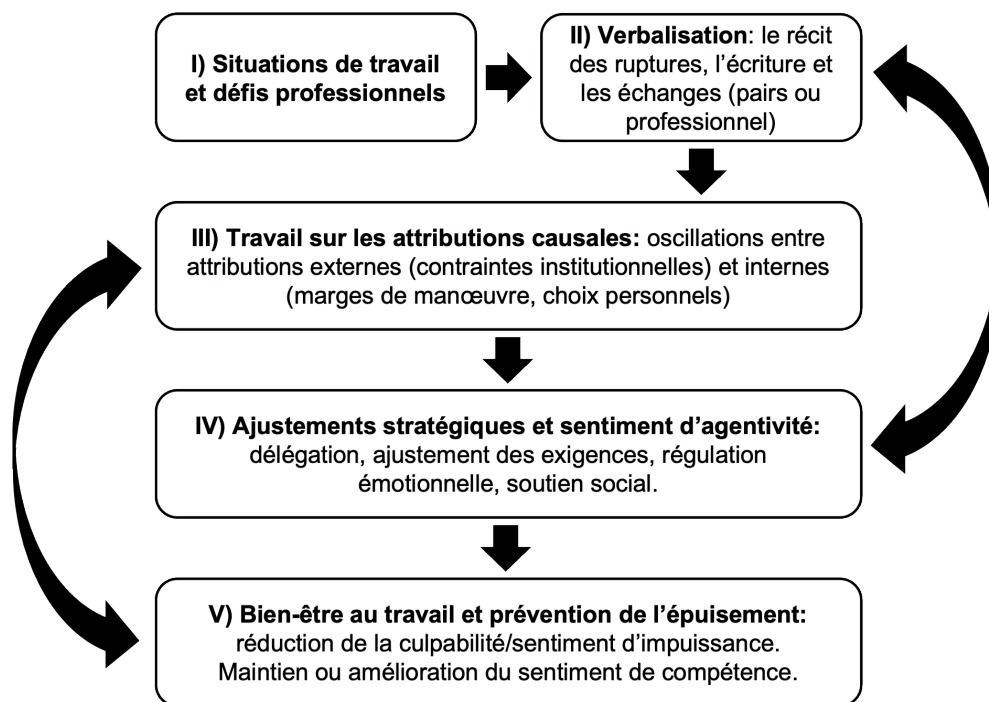 I) Situations de travail
et défis professionnels
II) Verbalisation: le récit
des ruptures, l'écriture et
les échanges (pairs ou
professionnel)
III) Travail sur les attributions causales: oscillations entre
attributions externes (contraintes institutionnelles) et internes
(marges de manœuvre, choix personnels)
IV) Ajustements stratégiques et sentiment d'agentivité:
délégation, ajustement des exigences, régulation
émotionnelle, soutien social.
V) Bien-être au travail et prévention de l'épuisement:
réduction de la culpabilité/sentiment d'impuissance.
Maintien ou amélioration du sentiment de compétence.